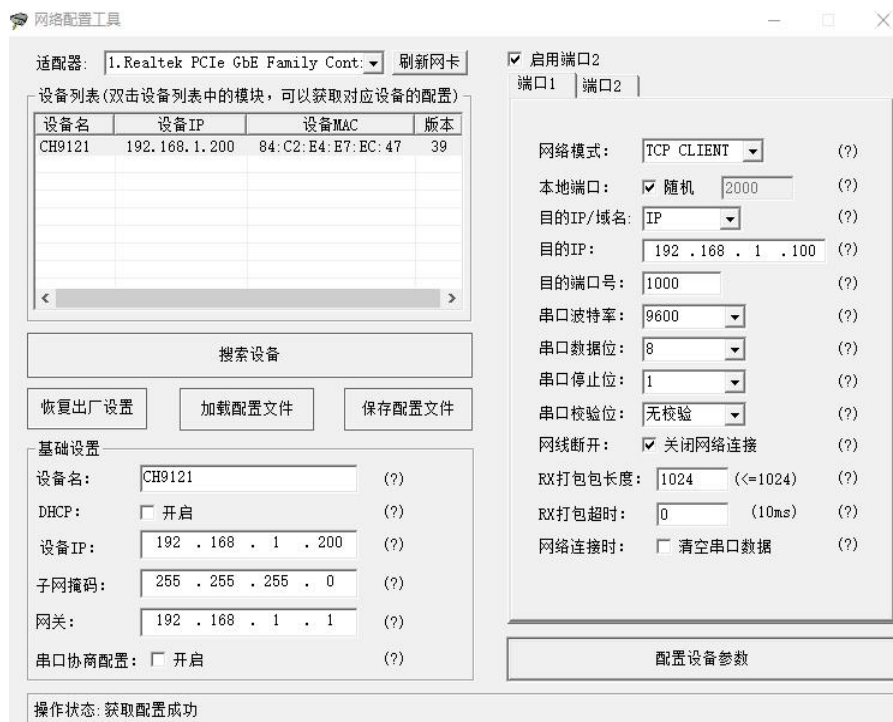 网络配置工具
适配器: 1.Realtek PCIe GbE Family Cont: 刷新网卡
设备列表(双击设备列表中的模块，可以获取对应设备的配置)
设备名 设备IP 设备MAC 版本
CH9121 192.168.1.200 84:C2:E4:E7:EC:47 39
搜索设备
恢复出厂设置 加载配置文件 保存配置文件
基础设置
设备名: CH9121 (?)
DHCP: 开启 (?)
设备IP: 192 . 168 . 1 . 200 (?)
子网掩码: 255 . 255 . 255 . 0 (?)
网关: 192 . 168 . 1 . 1 (?)
串口协商配置: 开启 (?)
启用端口2
端口1 端口2
网络模式: TCP CLIENT (?)
本地端口: 随机 2000 (?)
目的IP/域名: IP (?)
目的IP: 192 . 168 . 1 . 100 (?)
目的端口号: 1000 (?)
串口波特率: 9600 (?)
串口数据位: 8 (?)
串口停止位: 1 (?)
串口校验位: 无校验 (?)
网线断开: 关闭网络连接 (?)
RX打包包长度: 1024 (<=1024) (?)
RX打包超时: 0 (10ms) (?)
网络连接时: 清空串口数据 (?)
配置设备参数
操作状态:获取配置成功